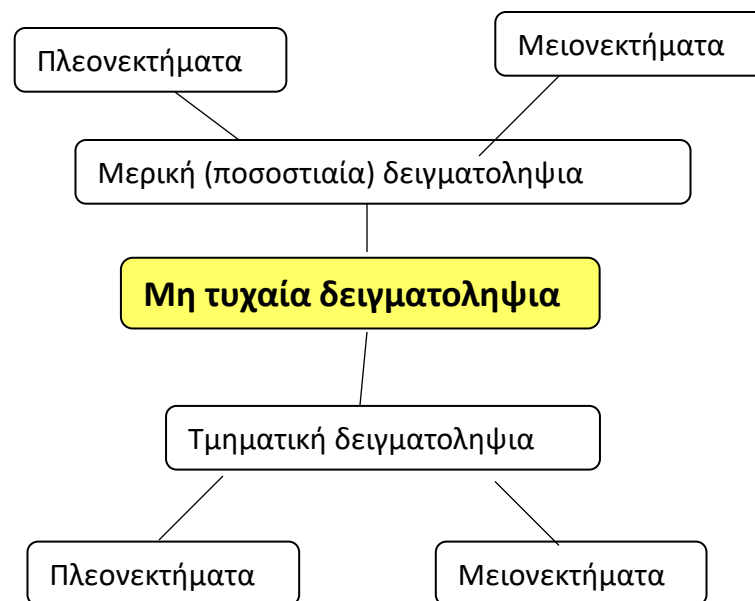 Πλεονεκτήματα
Μειονεκτήματα
Μερική (ποσοστιαία) δειγματοληψια
Μη τυχαία δειγματοληψια
Τμηματική δειγματοληψια
Πλεονεκτήματα
Μειονεκτήματα